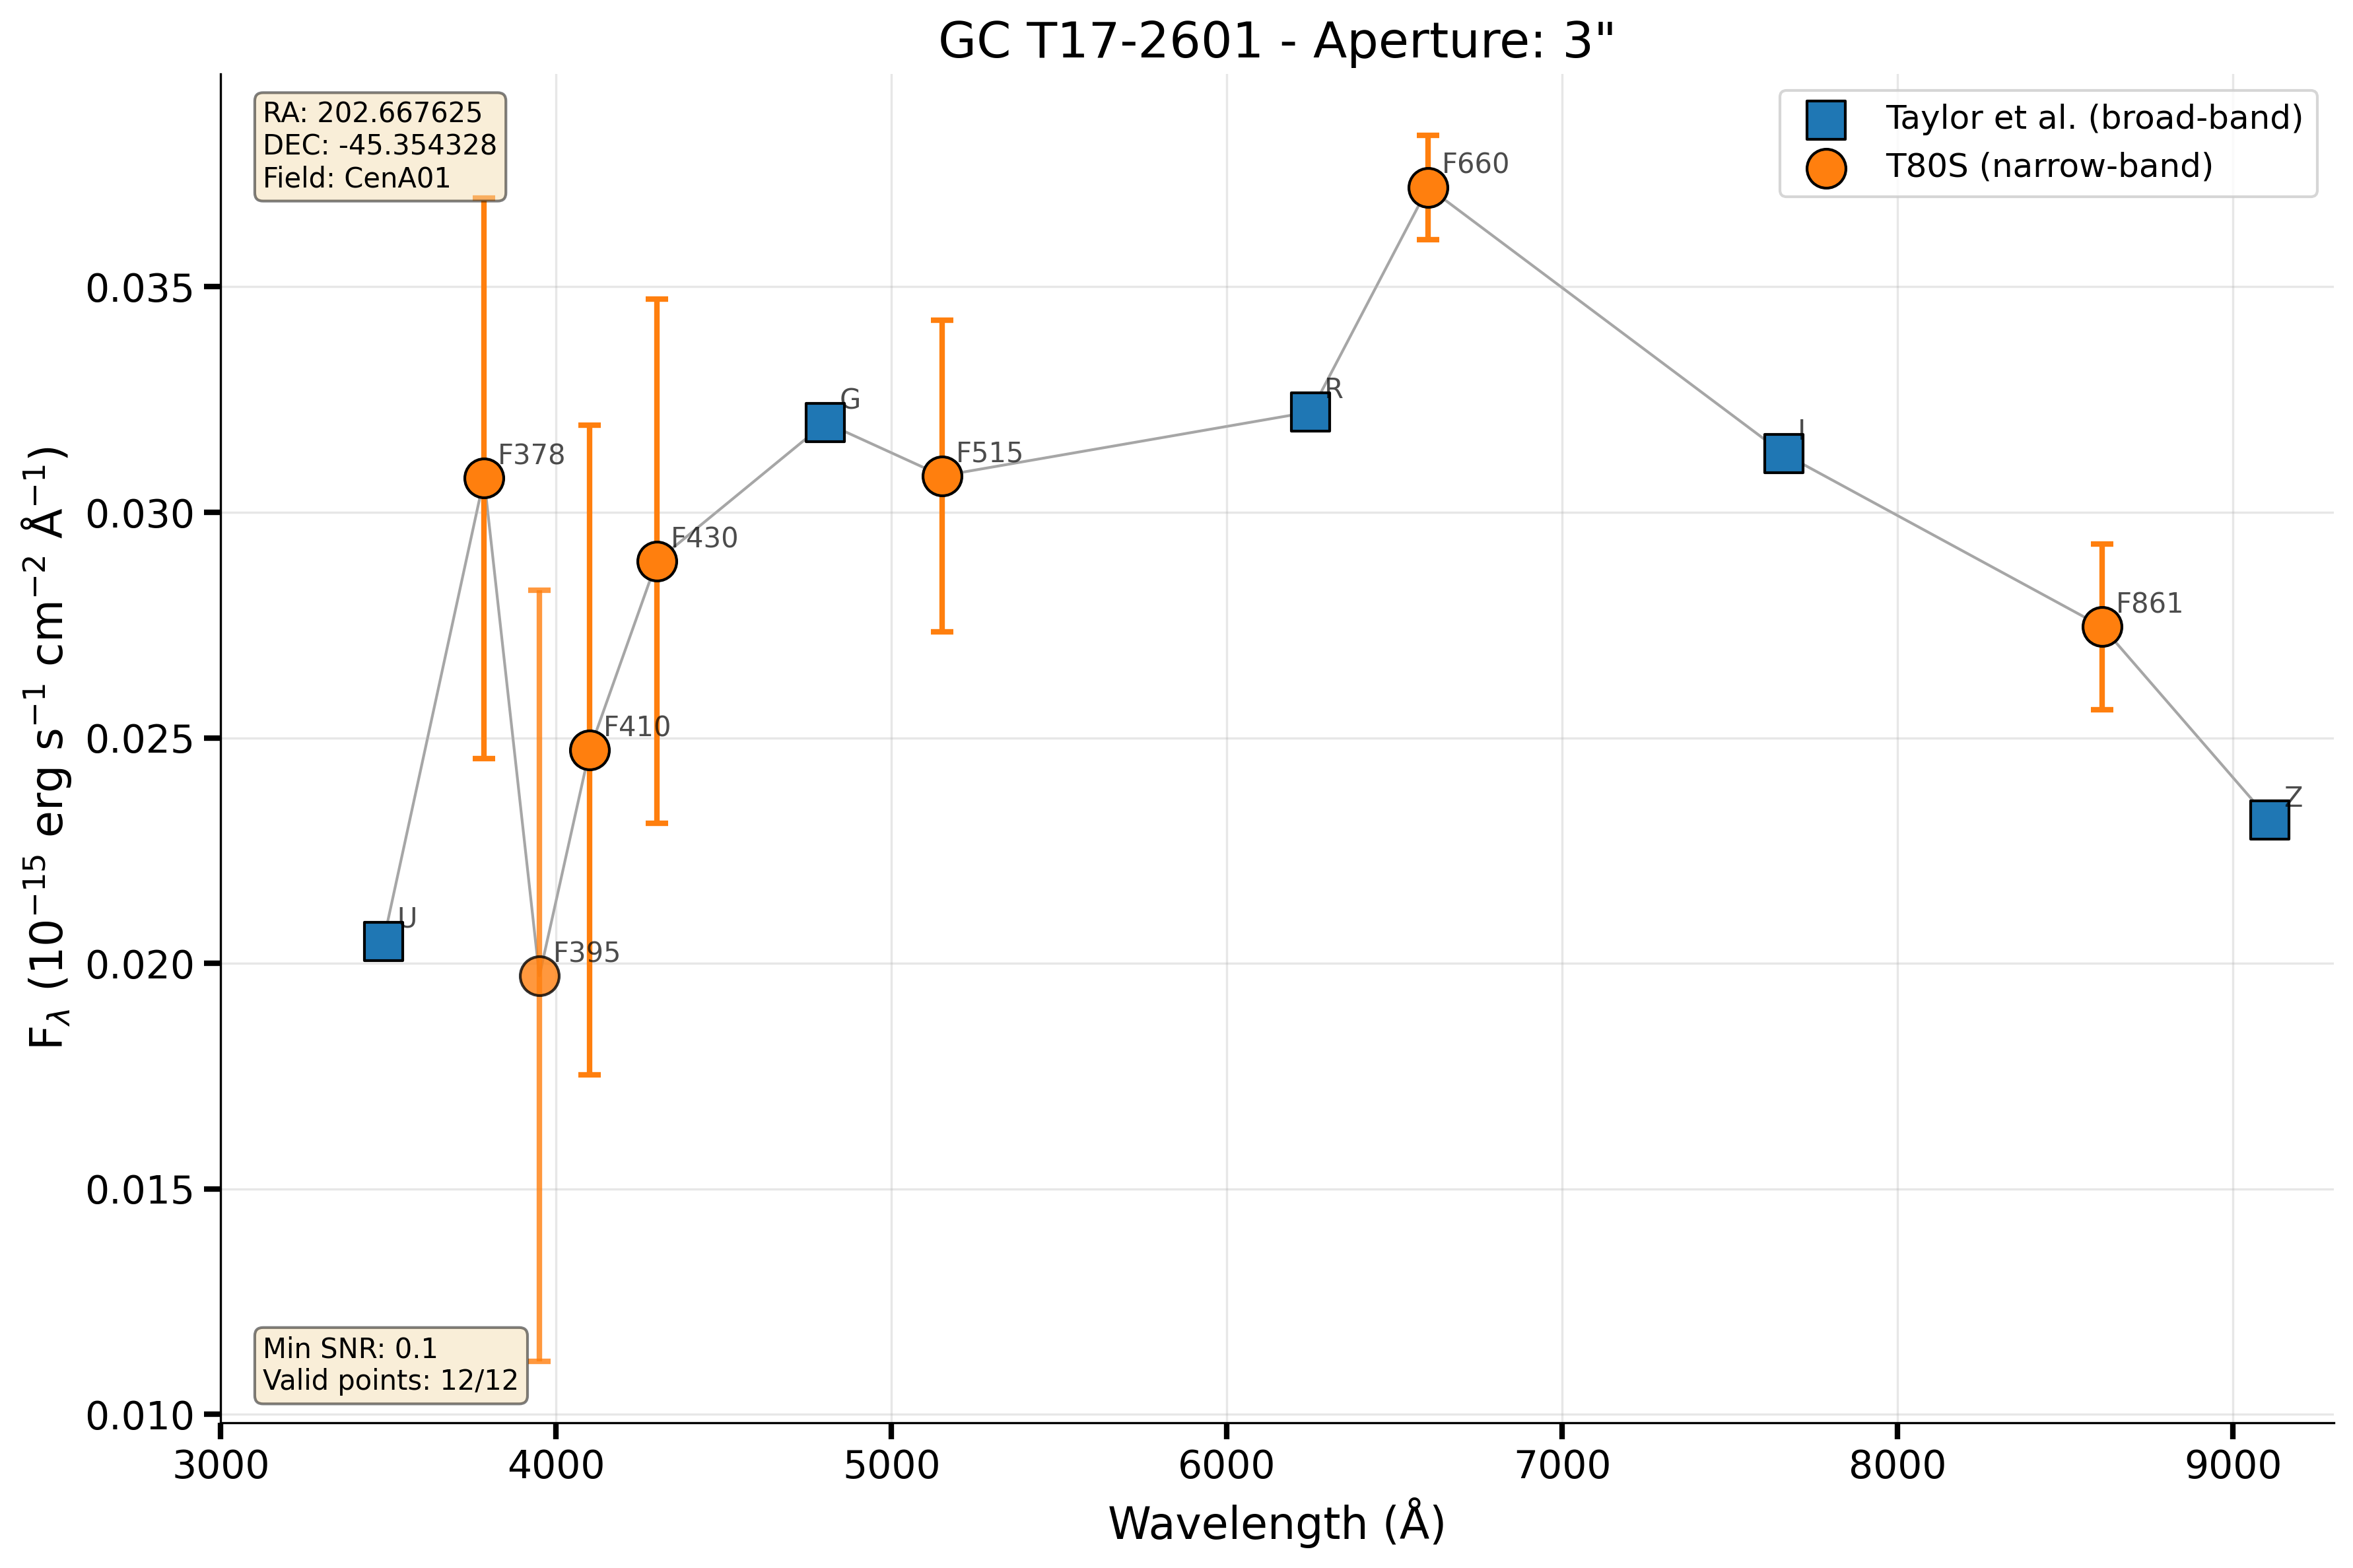 GC T17-2601 - Aperture: 3"
RA: 202.667625
DEC: -45.354328
Field: CenA01
Taylor et al. (broad-band)
T80S (narrow-band)
F660
G
R
F378
F515
I
F430
F861
F410
Z
U
F395
Min SNR: 0.1
Valid points: 12/12
0.035
0.030
0.025
0.020
0.015
0.010
F_λ (10⁻¹⁵ erg s⁻¹ cm⁻² Å⁻¹)
3000 4000 5000 6000 7000 8000 9000
Wavelength (Å)